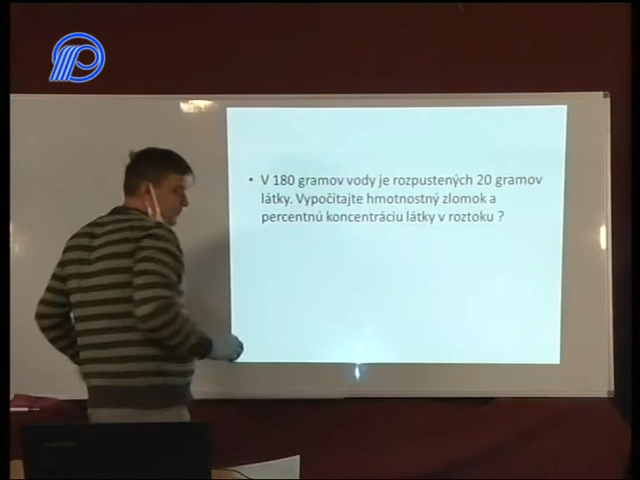 • V 180 gramov vody je rozpustených 20 gramov
látky. Vypočítajte hmotnostný zlomok a
percentnú koncentráciu látky v roztoku ?